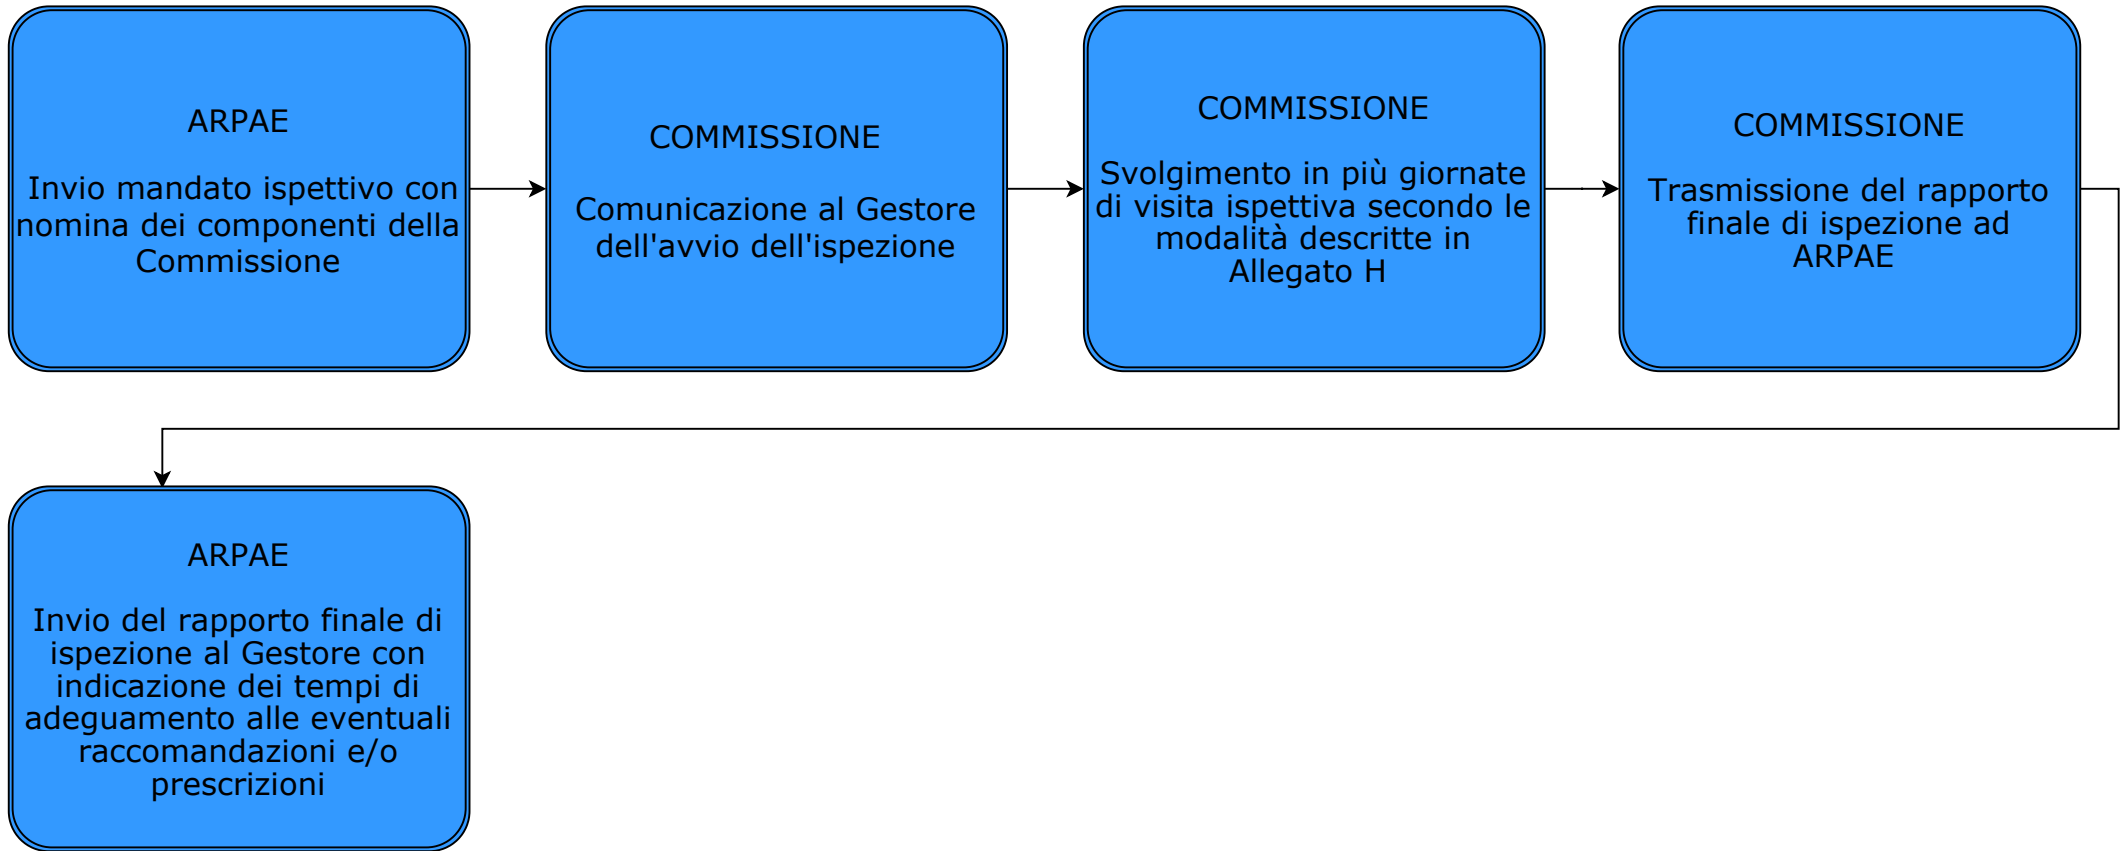 ARPAE
Invio mandato ispettivo con
nomina dei componenti della
Commissione
COMMISSIONE
Comunicazione al Gestore
dell'avvio dell'ispezione
COMMISSIONE
Svolgimento in più giornate
di visita ispettiva secondo le
modalità descritte in
Allegato H
COMMISSIONE
Trasmissione del rapporto
finale di ispezione ad
ARPAE
ARPAE
Invio del rapporto finale di
ispezione al Gestore con
indicazione dei tempi di
adeguamento alle eventuali
raccomandazioni e/o
prescrizioni